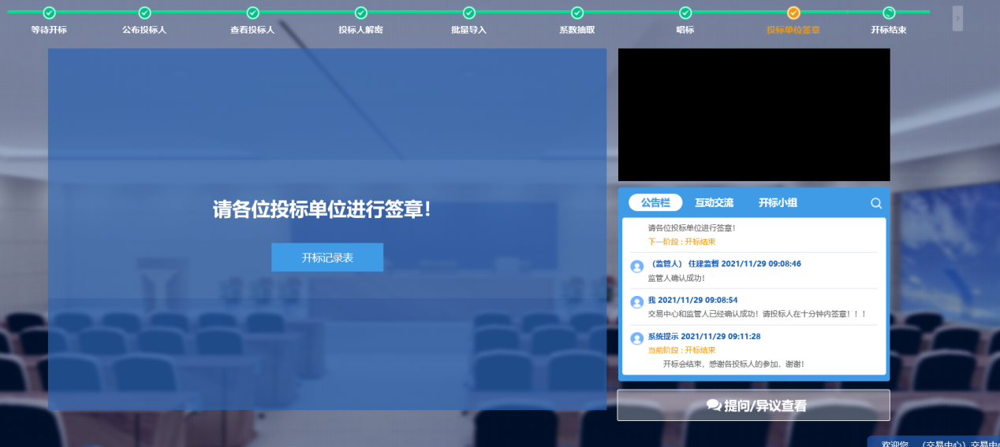 等待开标
公布投标人
查看投标人
投标人解密
批量导入
系数抽取
唱标
投标单位签章
开标结束
请各位投标单位进行签章！
开标记录表
公告栏
互动交流
开标小组
请各位投标单位进行签章！
下一阶段：开标结束
（监管人） 住建监督 2021/11/29 09:08:46
监管人确认成功！
我 2021/11/29 09:08:54
交易中心和监管人已经确认成功！请投标人在十分钟内签章！！！
系统提示 2021/11/29 09:11:28
当前阶段：开标结束
开标会结束，感谢各投标人的参加，谢谢！
提问/异议查看
欢迎您，（交易中心）交易中